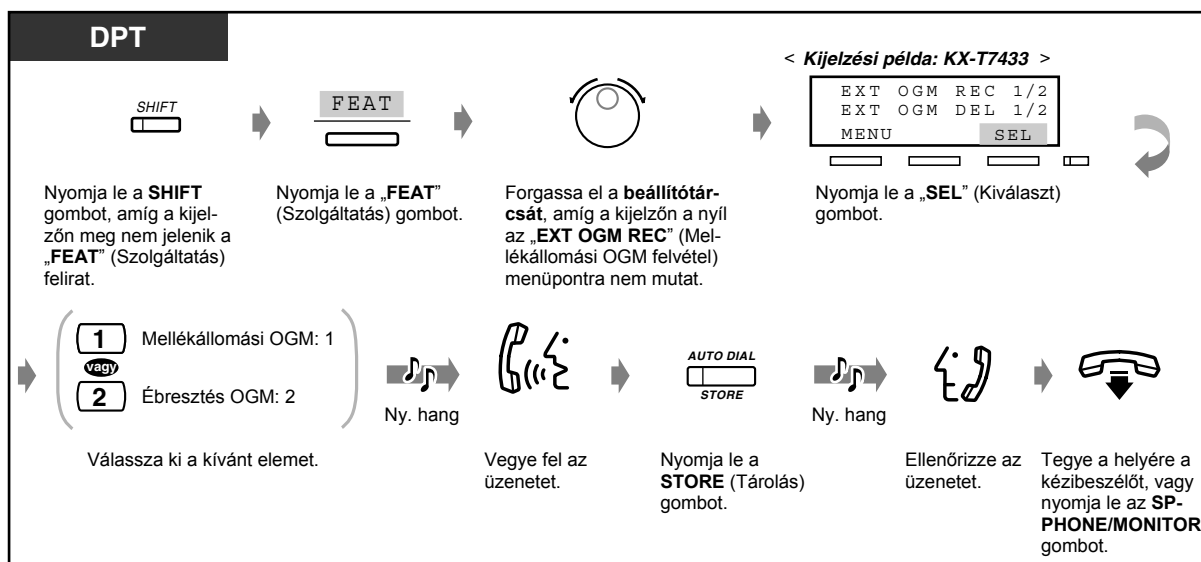 DPT
< Kijelzési példa: KX-T7433 >
SHIFT
FEAT
EXT OGM REC 1/2
EXT OGM DEL 1/2
MENU SEL
Nyomja le a SHIFT
gombot, amíg a kijel-
zőn meg nem jelenik a
„FEAT” (Szolgáltatás)
felirat.
Nyomja le a „FEAT”
(Szolgáltatás) gombot.
Forgassa el a beállítótár-
csát, amíg a kijelzőn a nyíl
az „EXT OGM REC” (Mel-
lékállomási OGM felvétel)
menüpontra nem mutat.
Nyomja le a „SEL” (Kiválaszt)
gombot.
1 Mellékállomási OGM: 1
vagy
2 Ébresztés OGM: 2
Válassza ki a kívánt elemet.
Ny. hang
Vegye fel az
üzenetet.
AUTO DIAL
STORE
Nyomja le a
STORE (Tárolás)
gombot.
Ny. hang
Ellenőrizze az
üzenetet.
Tegye a helyére a
kézibeszélőt, vagy
nyomja le az SP-
PHONE/MONITOR
gombot.